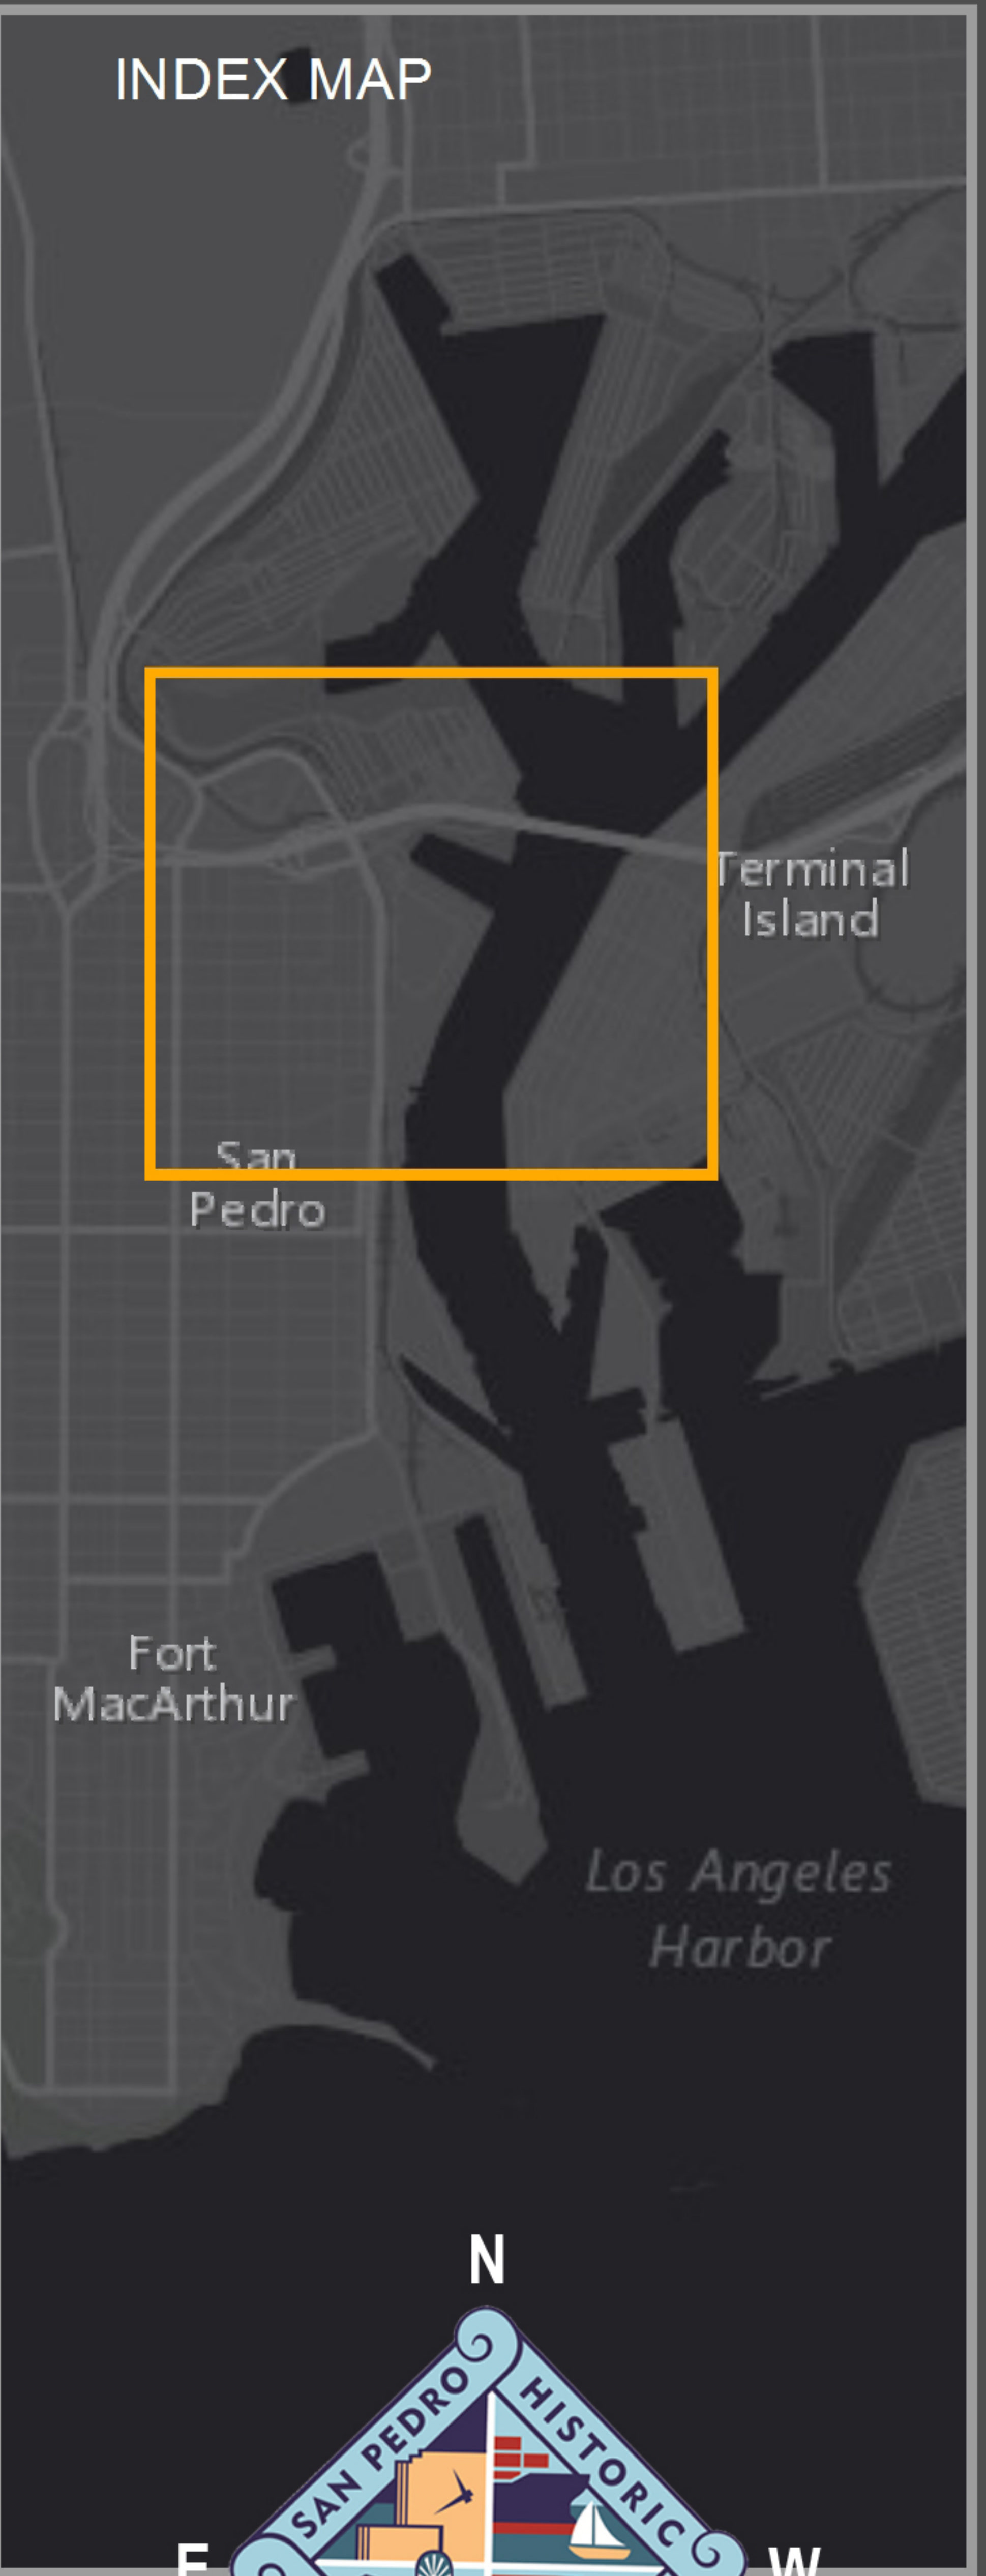 INDEX MAP
Terminal
Island
San
Pedro
Fort
MacArthur
Los Angeles
Harbor
N
SAN PEDRO
HISTORIC
E
W